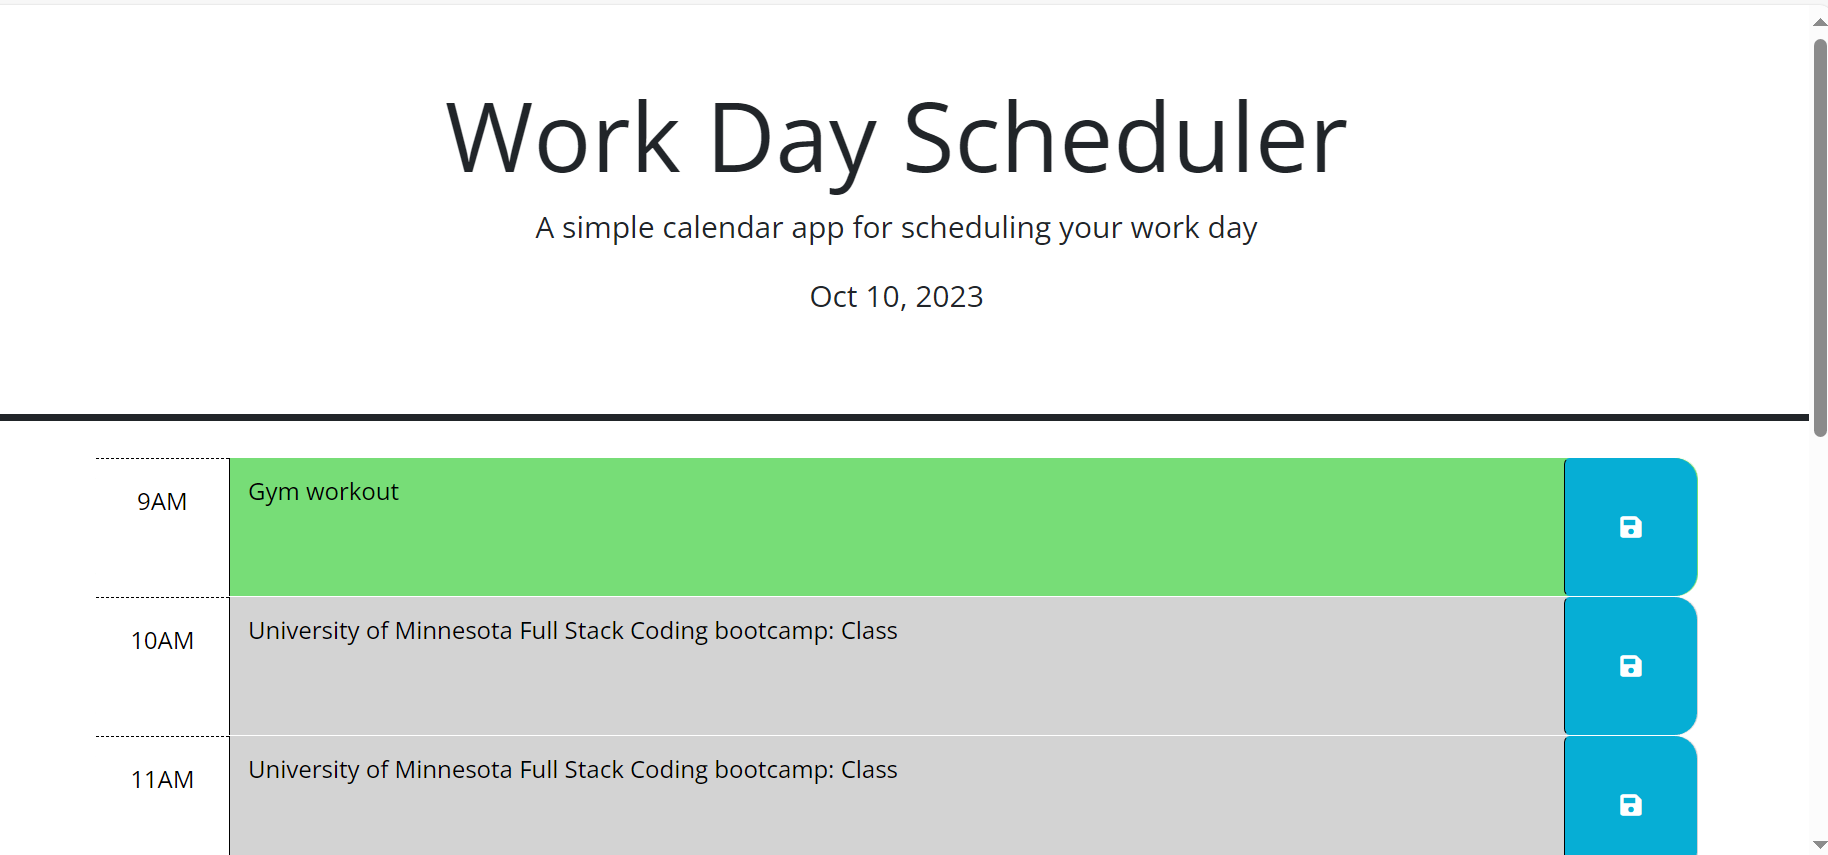 Work Day Scheduler
A simple calendar app for scheduling your work day
Oct 10, 2023
9AM
Gym workout
10AM
University of Minnesota Full Stack Coding bootcamp: Class
11AM
University of Minnesota Full Stack Coding bootcamp: Class